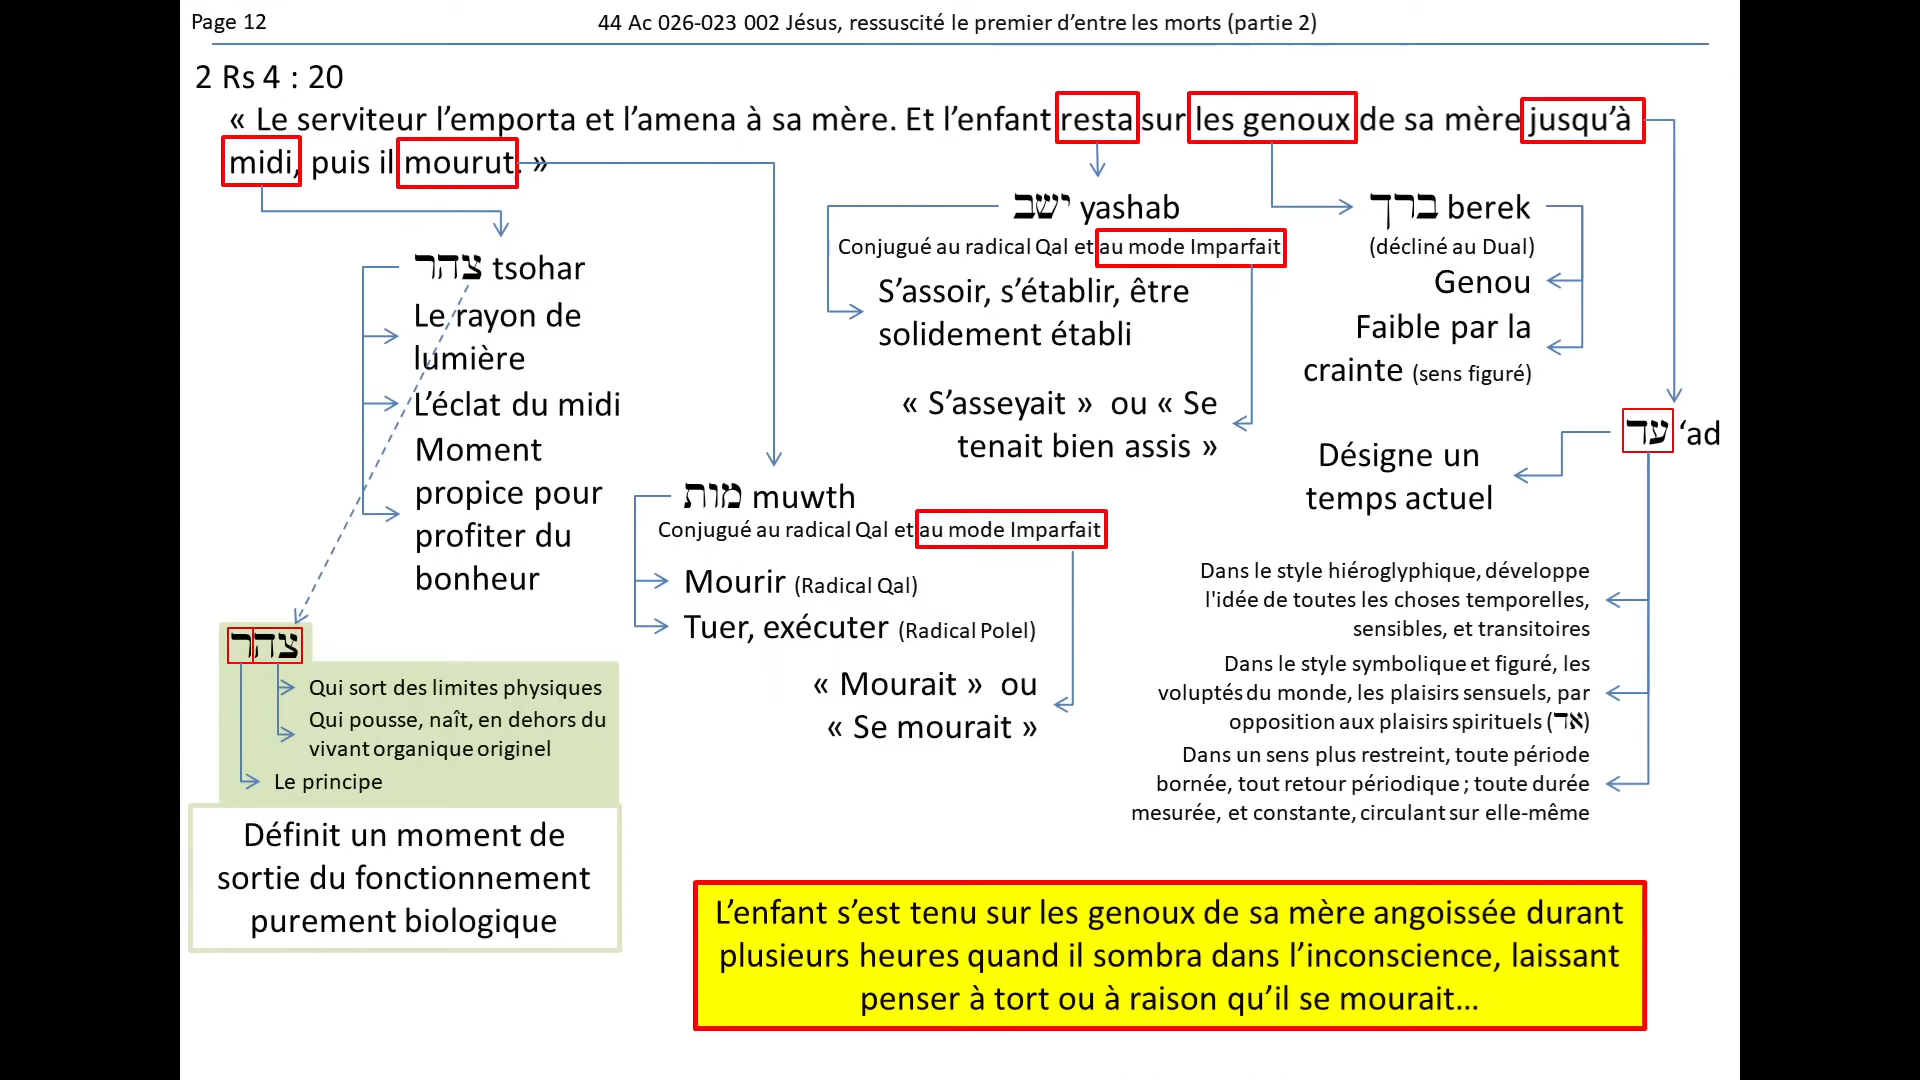 Page 12
44 Ac 026-023 002 Jésus, ressuscité le premier d’entre les morts (partie 2)
2 Rs 4 : 20
« Le serviteur l’emporta et l’amena à sa mère. Et l’enfant resta sur les genoux de sa mère jusqu’à
midi, puis il mourut. »
צהר tsohar
Le rayon de
lumière
L’éclat du midi
Moment
propice pour
profiter du
bonheur
צהר
Qui sort des limites physiques
Qui pousse, naît, en dehors du
vivant organique originel
Le principe
Définit un moment de
sortie du fonctionnement
purement biologique
מות muwth
Conjugué au radical Qal et au mode Imparfait
Mourir (Radical Qal)
Tuer, exécuter (Radical Polel)
« Mourait » ou
« Se mourait »
ישב yashab
Conjugué au radical Qal et au mode Imparfait
S’assoir, s’établir, être
solidement établi
« S’asseyait » ou « Se
tenait bien assis »
ברך berek
(décliné au Dual)
Genou
Faible par la
crainte (sens figuré)
עד ‘ad
Désigne un
temps actuel
Dans le style hiéroglyphique, développe
l'idée de toutes les choses temporelles,
sensibles, et transitoires
Dans le style symbolique et figuré, les
voluptés du monde, les plaisirs sensuels, par
opposition aux plaisirs spirituels (אד)
Dans un sens plus restreint, toute période
bornée, tout retour périodique ; toute durée
mesurée, et constante, circulant sur elle-même
L’enfant s’est tenu sur les genoux de sa mère angoissée durant
plusieurs heures quand il sombra dans l’inconscience, laissant
penser à tort ou à raison qu’il se mourait…